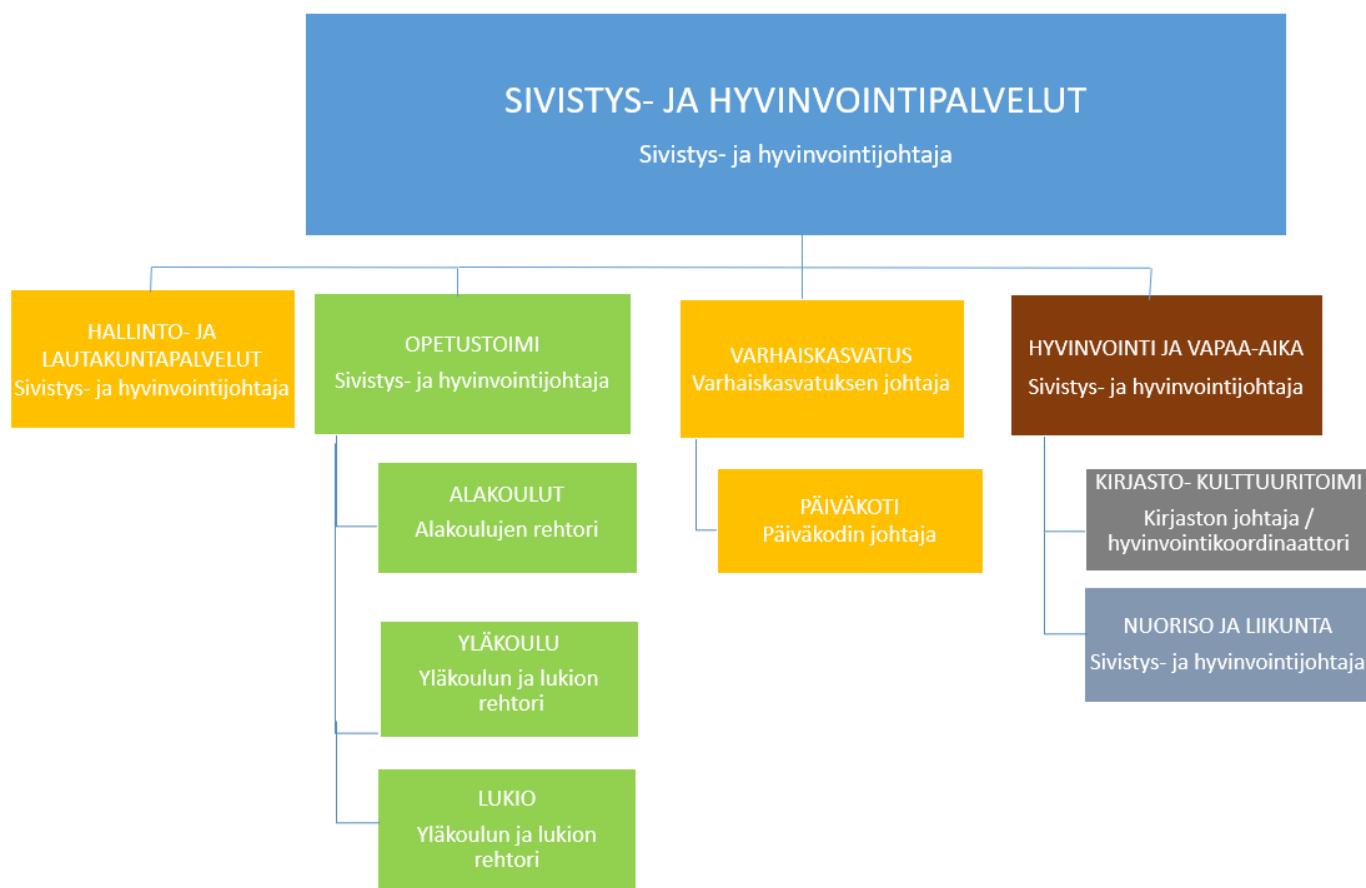 SIVISTYS- JA HYVINVOINTIPALVELUT
Sivistys- ja hyvinvointijohtaja
HALLINTO- JA
LAUTAKUNTAPALVELUT
Sivistys- ja hyvinvointijohtaja
OPETUSTOIMI
Sivistys- ja hyvinvointijohtaja
ALAKOULUT
Alakoulujen rehtori
YLÄKOULU
Yläkoulun ja lukion
rehtori
LUKIO
Yläkoulun ja lukion
rehtori
VARHAISKASVATUS
Varhaiskasvatuksen johtaja
PÄIVÄKOTI
Päiväkodin johtaja
HYVINVOINTI JA VAPAA-AIKA
Sivistys- ja hyvinvointijohtaja
KIRJASTO- KULTTUURITOIMI
Kirjaston johtaja /
hyvinvointikoordinaattori
NUORISO JA LIIKUNTA
Sivistys- ja hyvinvointijohtaja